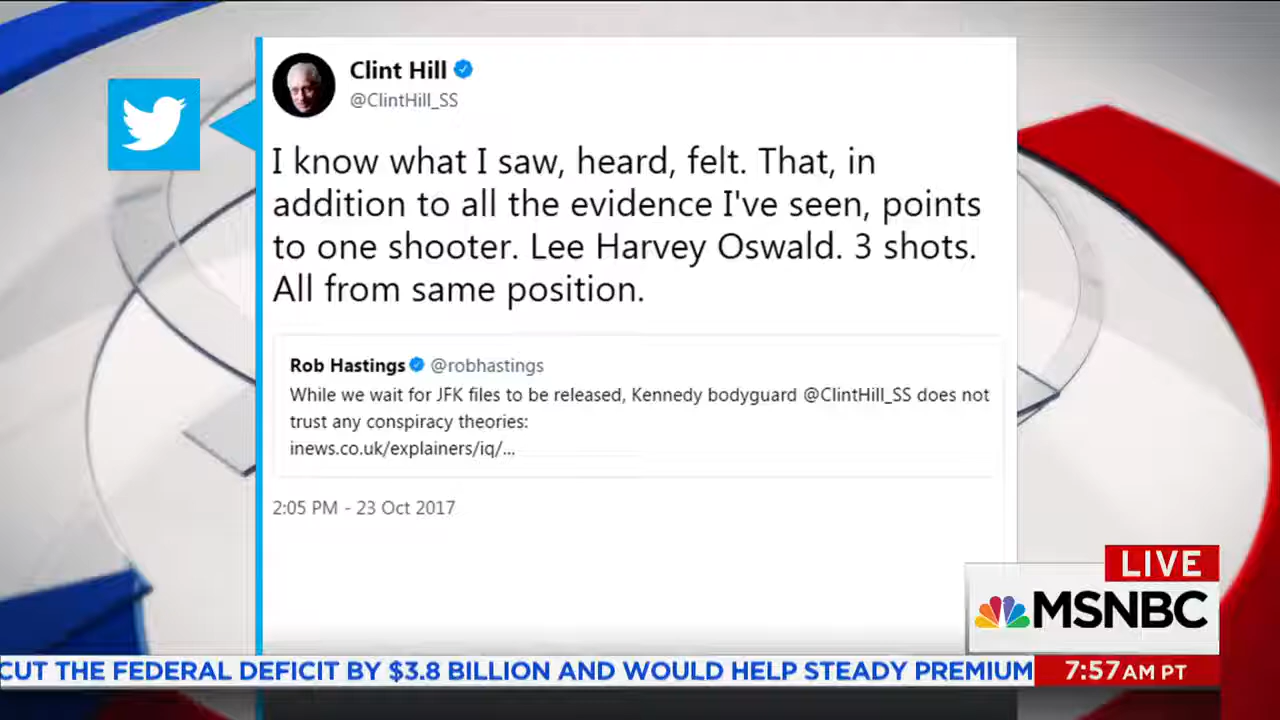 Clint Hill
@ClintHill_SS
I know what I saw, heard, felt. That, in
addition to all the evidence I've seen, points
to one shooter. Lee Harvey Oswald. 3 shots.
All from same position.
Rob Hastings @robhastings
While we wait for JFK files to be released, Kennedy bodyguard @ClintHill_SS does not
trust any conspiracy theories:
inews.co.uk/explainers/iq/...
2:05 PM - 23 Oct 2017
LIVE
MSNBC
CUT THE FEDERAL DEFICIT BY $3.8 BILLION AND WOULD HELP STEADY PREMIUM
7:57 AM PT